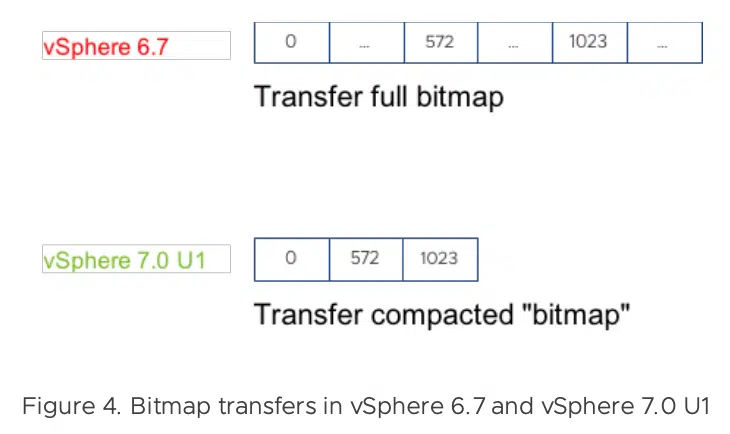 vSphere 6.7 0 ... 572 ... 1023 ...
Transfer full bitmap
vSphere 7.0 U1 0 572 1023
Transfer compacted "bitmap"
Figure 4. Bitmap transfers in vSphere 6.7 and vSphere 7.0 U1